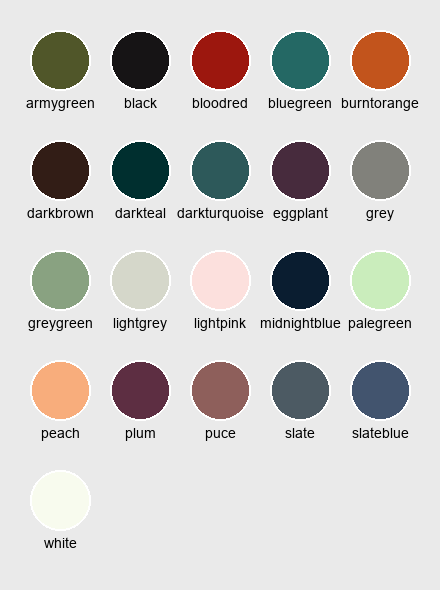 armygreen black bloodred bluegreen burntorange
darkbrown darkteal darkturquoise eggplant grey
greygreen lightgrey lightpink midnightblue palegreen
peach plum puce slate slateblue
white